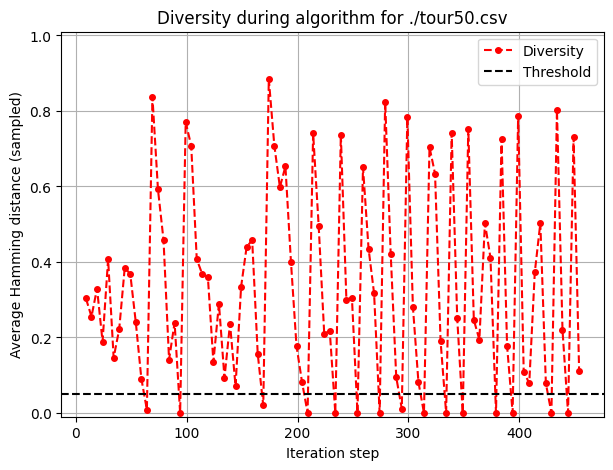 Diversity during algorithm for ./tour50.csv
Average Hamming distance (sampled)
1.0
0.8
0.6
0.4
0.2
0.0
Diversity
Threshold
0
100
200
300
400
Iteration step